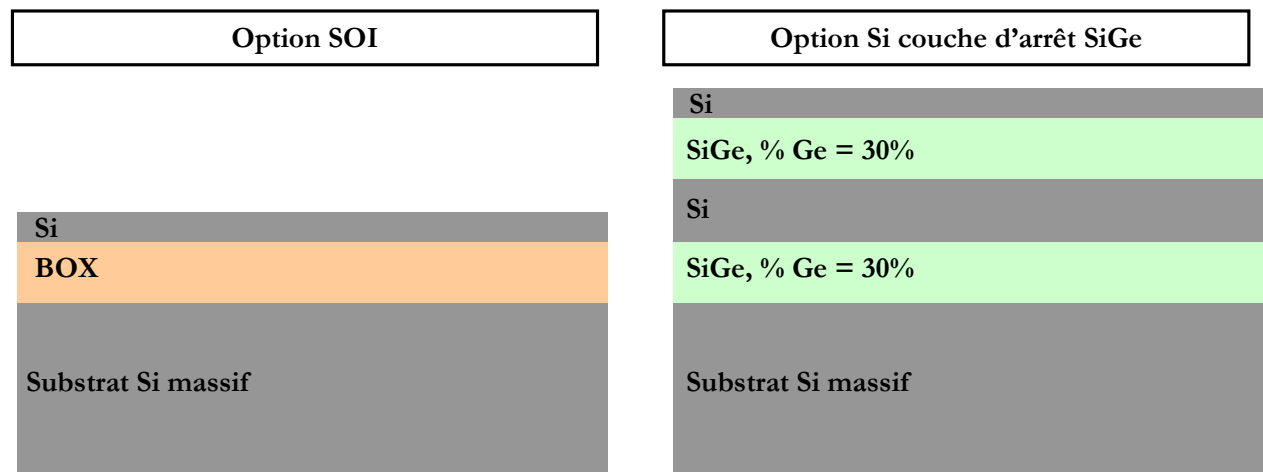 Option SOI
Si
BOX
Substrat Si massif
Option Si couche d’arrêt SiGe
Si
SiGe, % Ge = 30%
Si
SiGe, % Ge = 30%
Substrat Si massif